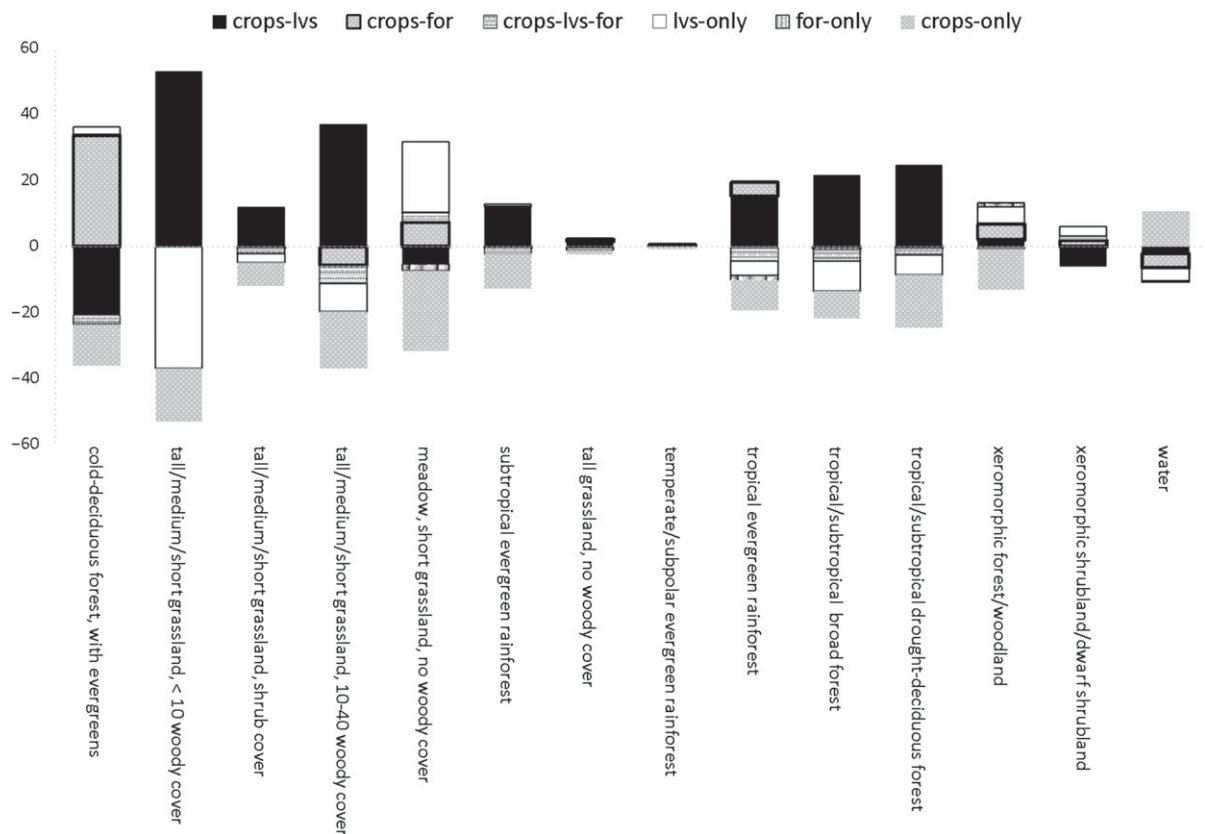 crops-lvs crops-for crops-lvs-for lvs-only for-only crops-only
60
40
20
0
−20
−40
−60
cold-deciduous forest, with evergreens
tall/medium/short grassland, < 10 woody cover
tall/medium/short grassland, shrub cover
tall/medium/short grassland, 10-40 woody cover
meadow, short grassland, no woody cover
subtropical evergreen rainforest
tall grassland, no woody cover
temperate/subpolar evergreen rainforest
tropical evergreen rainforest
tropical/subtropical broad forest
tropical/subtropical drought-deciduous forest
xeromorphic forest/woodland
xeromorphic shrubland/dwarf shrubland
water